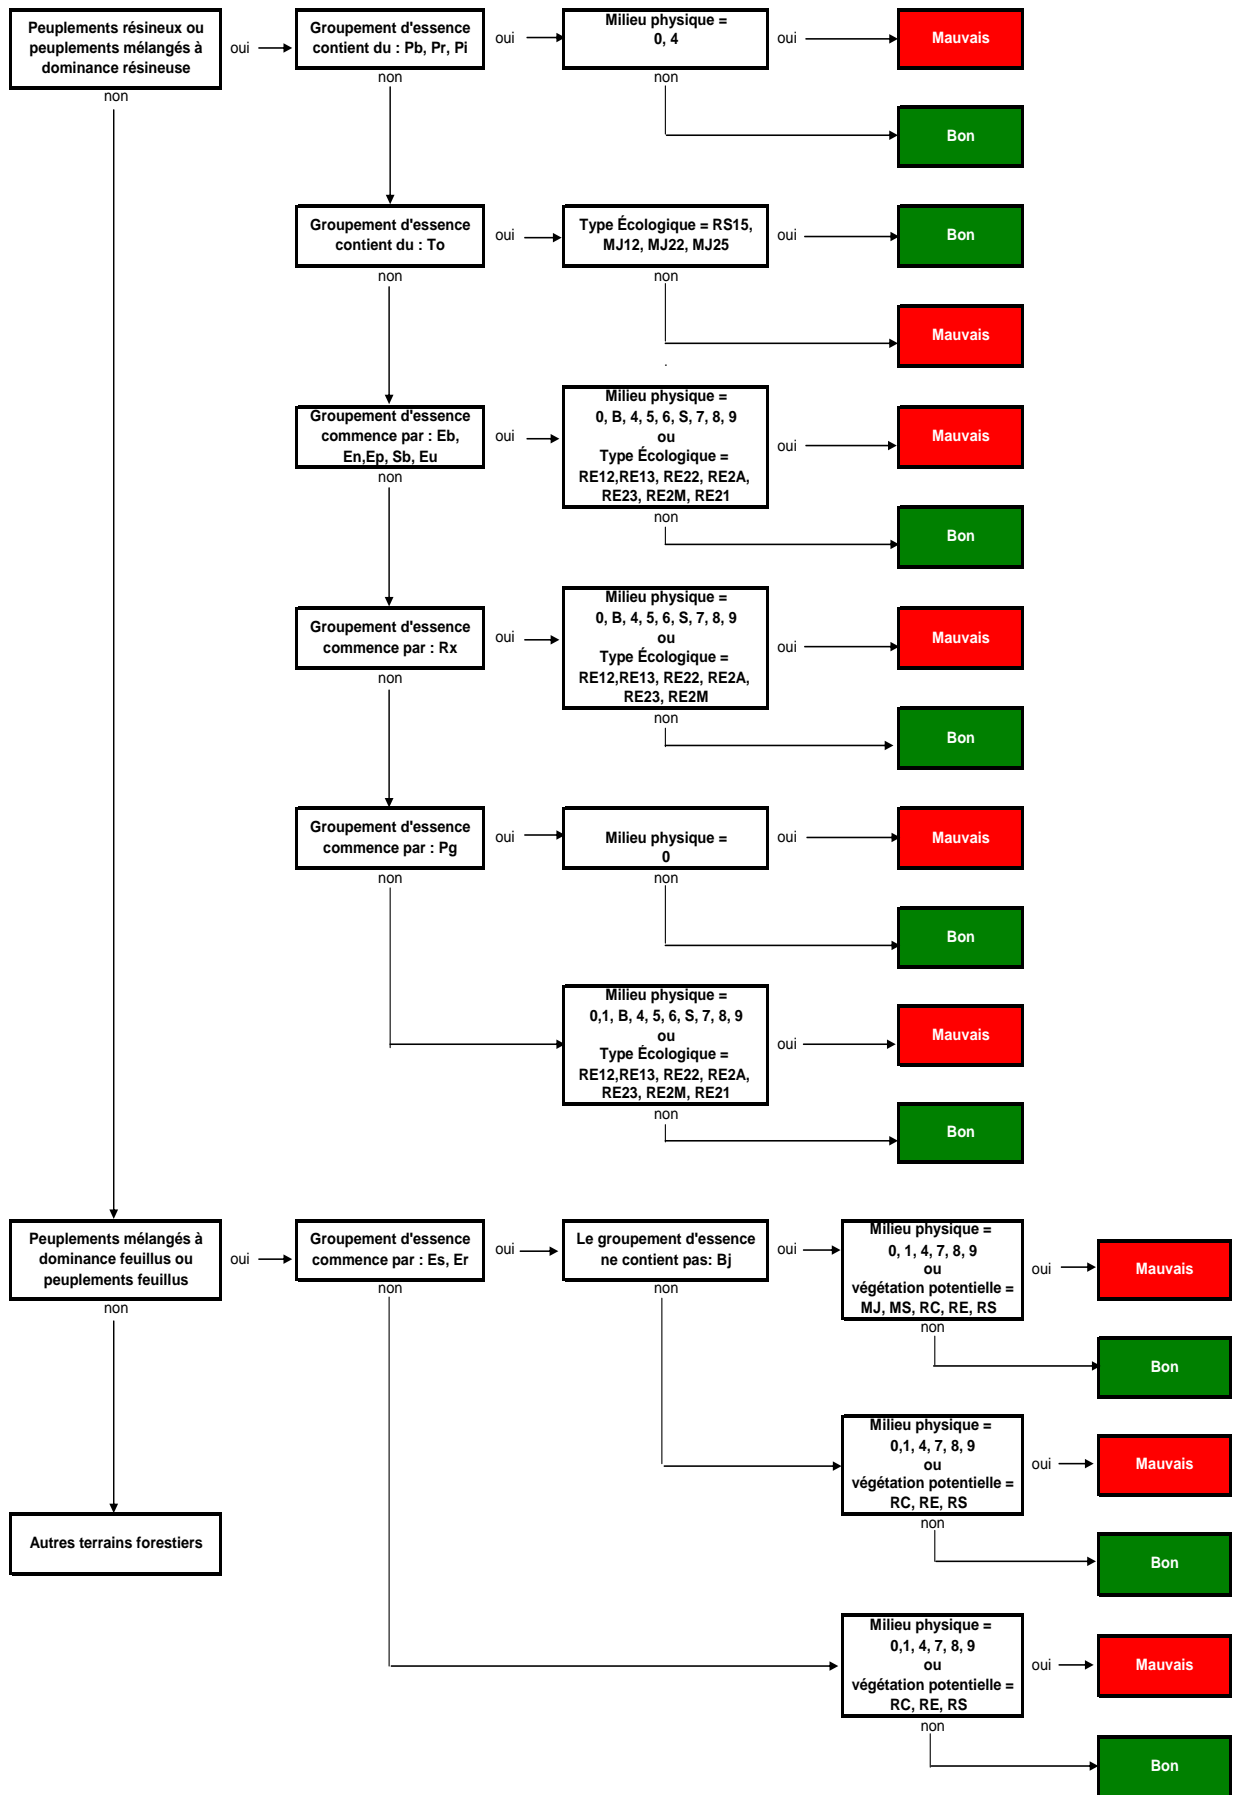 Peuplements résineux ou
peuplements mélangés à
dominance résineuse
oui
non
Groupement d'essence
contient du : Pb, Pr, Pi
oui
non
Milieu physique =
0, 4
oui
non
Mauvais
Bon
Groupement d'essence
contient du : To
oui
non
Type Écologique = RS15,
MJ12, MJ22, MJ25
oui
non
Bon
Mauvais
.
Groupement d'essence
commence par : Eb,
En,Ep, Sb, Eu
oui
non
Milieu physique =
0, B, 4, 5, 6, S, 7, 8, 9
ou
Type Écologique =
RE12,RE13, RE22, RE2A,
RE23, RE2M, RE21
oui
non
Mauvais
Bon
Groupement d'essence
commence par : Rx
oui
non
Milieu physique =
0, B, 4, 5, 6, S, 7, 8, 9
ou
Type Écologique =
RE12,RE13, RE22, RE2A,
RE23, RE2M
oui
non
Mauvais
Bon
Groupement d'essence
commence par : Pg
oui
non
Milieu physique =
0
oui
non
Mauvais
Bon
Milieu physique =
0,1, B, 4, 5, 6, S, 7, 8, 9
ou
Type Écologique =
RE12,RE13, RE22, RE2A,
RE23, RE2M, RE21
oui
non
Mauvais
Bon
Peuplements mélangés à
dominance feuillus ou
peuplements feuillus
oui
non
Groupement d'essence
commence par : Es, Er
oui
non
Le groupement d'essence
ne contient pas: Bj
oui
non
Milieu physique =
0, 1, 4, 7, 8, 9
ou
végétation potentielle =
MJ, MS, RC, RE, RS
oui
non
Mauvais
Bon
Milieu physique =
0,1, 4, 7, 8, 9
ou
végétation potentielle =
RC, RE, RS
oui
non
Mauvais
Bon
Autres terrains forestiers
Milieu physique =
0,1, 4, 7, 8, 9
ou
végétation potentielle =
RC, RE, RS
oui
non
Mauvais
Bon